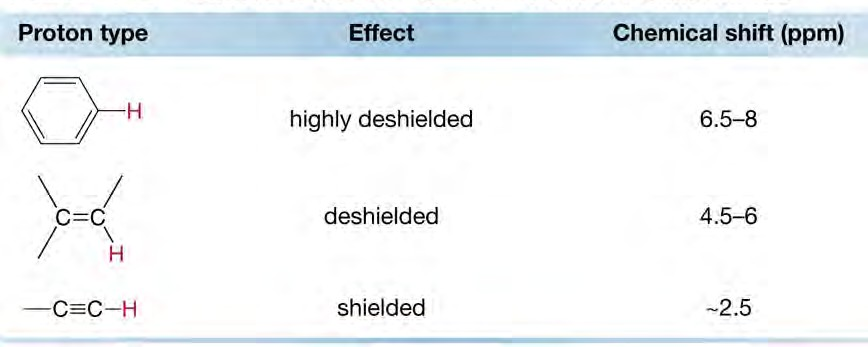 Proton type Effect Chemical shift (ppm)
H highly deshielded 6.5–8
C=C deshielded 4.5–6
H
—C≡C—H shielded ~2.5